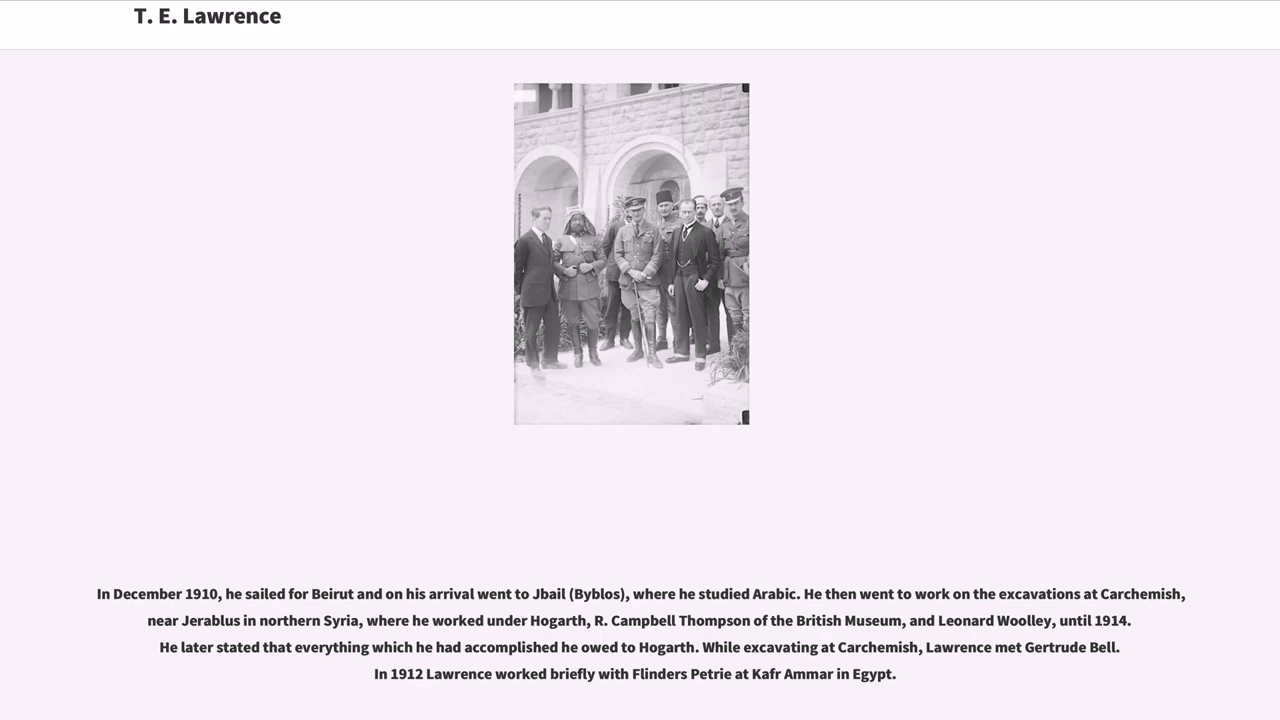 T. E. Lawrence
In December 1910, he sailed for Beirut and on his arrival went to Jbail (Byblos), where he studied Arabic. He then went to work on the excavations at Carchemish,
near Jerablus in northern Syria, where he worked under Hogarth, R. Campbell Thompson of the British Museum, and Leonard Woolley, until 1914.
He later stated that everything which he had accomplished he owed to Hogarth. While excavating at Carchemish, Lawrence met Gertrude Bell.
In 1912 Lawrence worked briefly with Flinders Petrie at Kafr Ammar in Egypt.